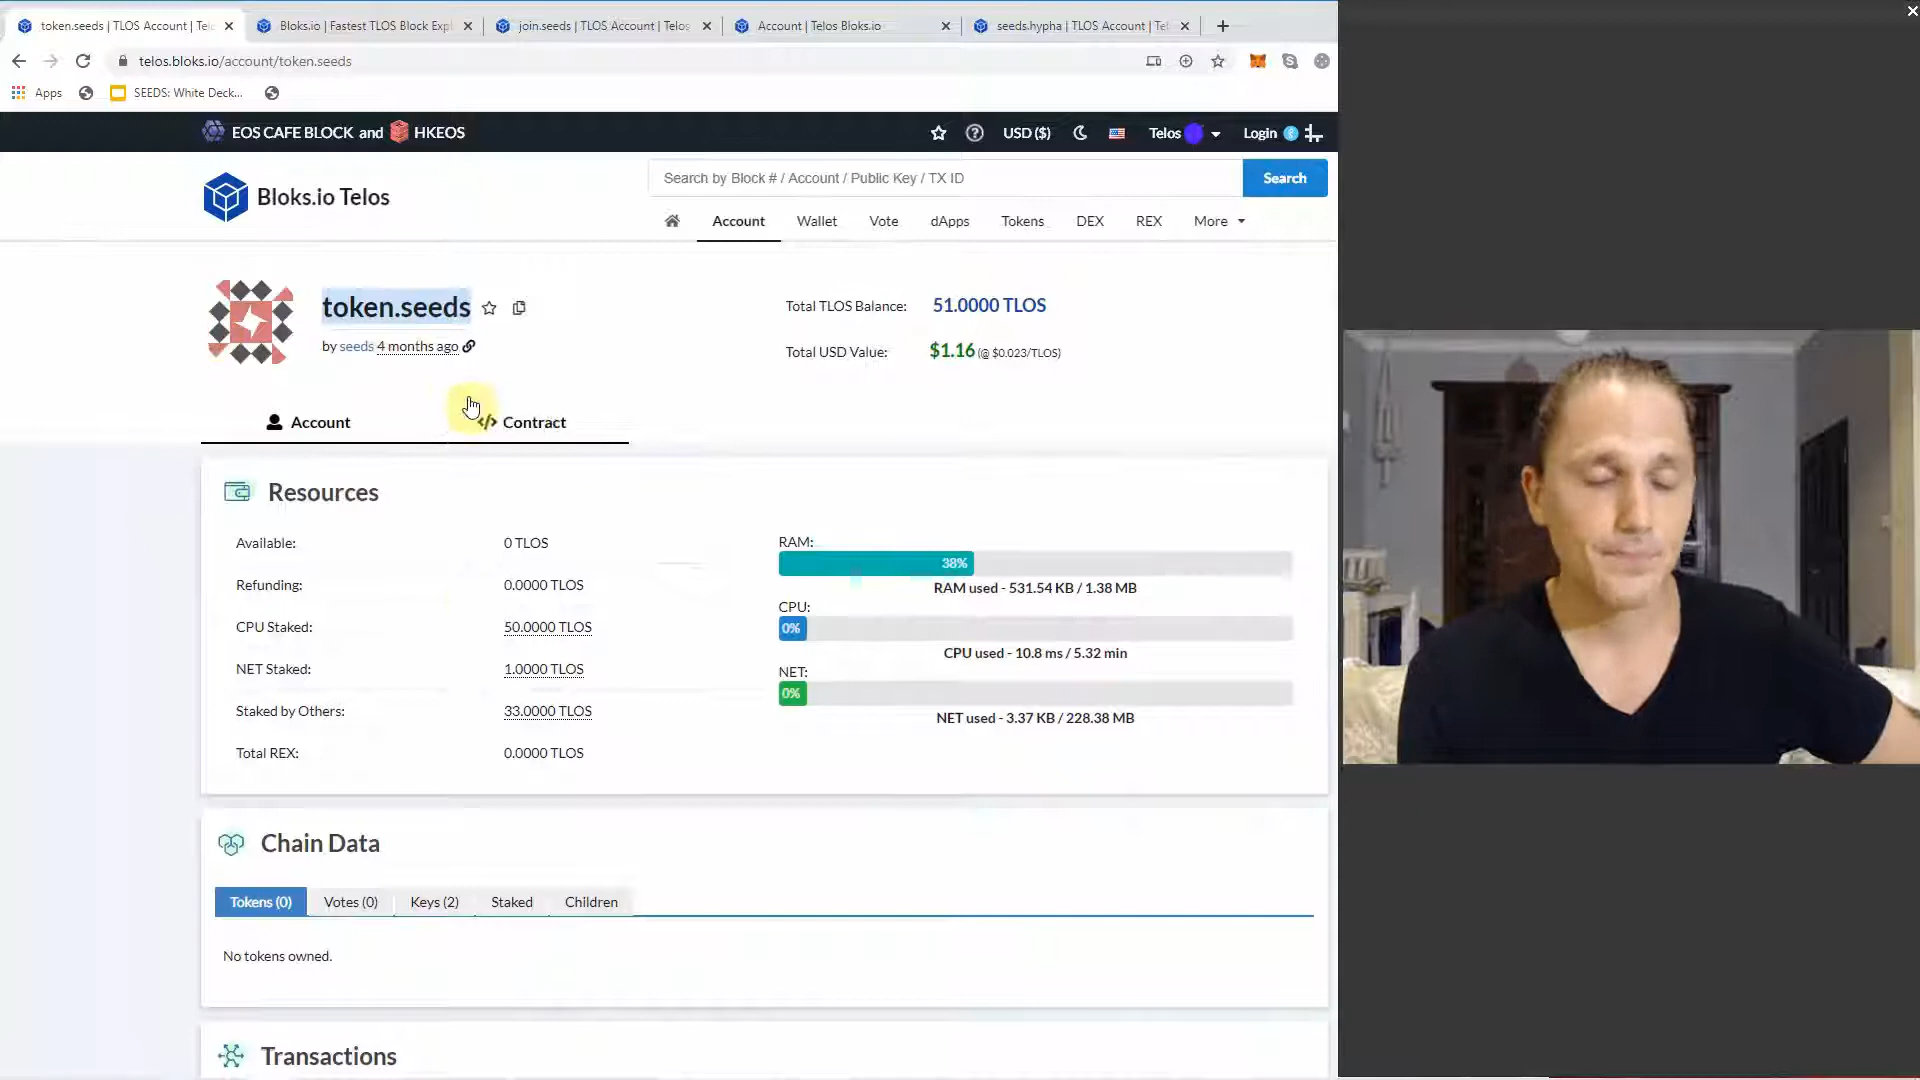 token.seeds | TLOS Account | Tel
Bloks.io | Fastest TLOS Block Expl
join.seeds | TLOS Account | Telos
Account | Telos Bloks.io
seeds.hypha | TLOS Account | Tel
telos.bloks.io/account/token.seeds
Apps
SEEDS: White Deck...
EOS CAFE BLOCK and HKEOS
USD ($)
Telos
Login
Bloks.io Telos
Search by Block # / Account / Public Key / TX ID
Search
Account
Wallet
Vote
dApps
Tokens
DEX
REX
More
token.seeds
by seeds 4 months ago
Total TLOS Balance: 51.0000 TLOS
Total USD Value: $1.16 (@ $0.023/TLOS)
Account
</> Contract
Resources
Available: 0 TLOS
Refunding: 0.0000 TLOS
CPU Staked: 50.0000 TLOS
NET Staked: 1.0000 TLOS
Staked by Others: 33.0000 TLOS
Total REX: 0.0000 TLOS
RAM:
38%
RAM used - 531.54 KB / 1.38 MB
CPU:
0%
CPU used - 10.8 ms / 5.32 min
NET:
0%
NET used - 3.37 KB / 228.38 MB
Chain Data
Tokens (0)
Votes (0)
Keys (2)
Staked
Children
No tokens owned.
Transactions